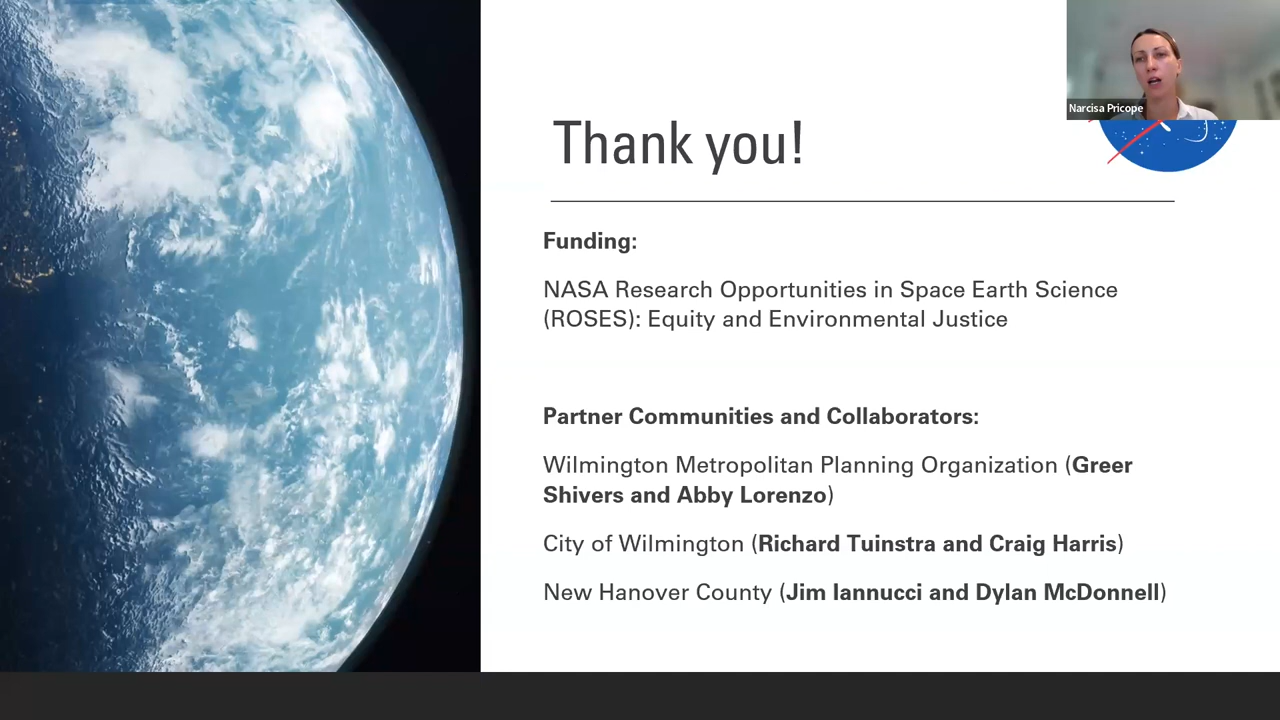 Narcisa Pricope
Thank you!
Funding:
NASA Research Opportunities in Space Earth Science
(ROSES): Equity and Environmental Justice
Partner Communities and Collaborators:
Wilmington Metropolitan Planning Organization (Greer
Shivers and Abby Lorenzo)
City of Wilmington (Richard Tuinstra and Craig Harris)
New Hanover County (Jim Iannucci and Dylan McDonnell)